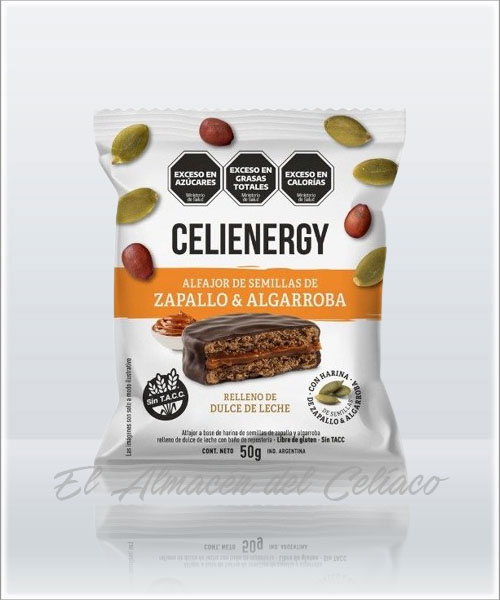 EXCESO EN
AZÚCARES
Ministerio
de Salud
EXCESO EN
GRASAS
TOTALES
Ministerio
de Salud
EXCESO EN
CALORÍAS
Ministerio
de Salud
CELIENERGY
ALFAJOR DE SEMILLAS DE
ZAPALLO & ALGARROBA
Sin T.A.C.C.
RELLENO DE
DULCE DE LECHE
· CON HARINA ·
DE SEMILLAS
DE ZAPALLO & ALGARROBA
Las imágenes son solo a modo ilustrativo
Alfajor a base de harina de semillas de zapallo y algarroba
relleno de dulce de leche con baño de repostería · Libre de gluten · Sin TACC
CONT. NETO 50g IND. ARGENTINA
El Almacen del Celíaco